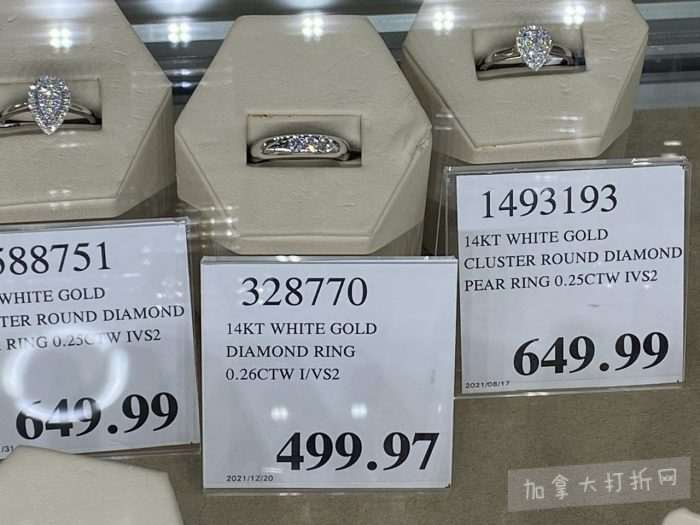 588751
WHITE GOLD
TER ROUND DIAMOND
RING 0.25CTW IVS2
649.99
/31
328770
14KT WHITE GOLD
DIAMOND RING
0.26CTW I/VS2
499.97
2021/12/20
1493193
14KT WHITE GOLD
CLUSTER ROUND DIAMOND
PEAR RING 0.25CTW IVS2
649.99
2021/08/17
加拿大打折网